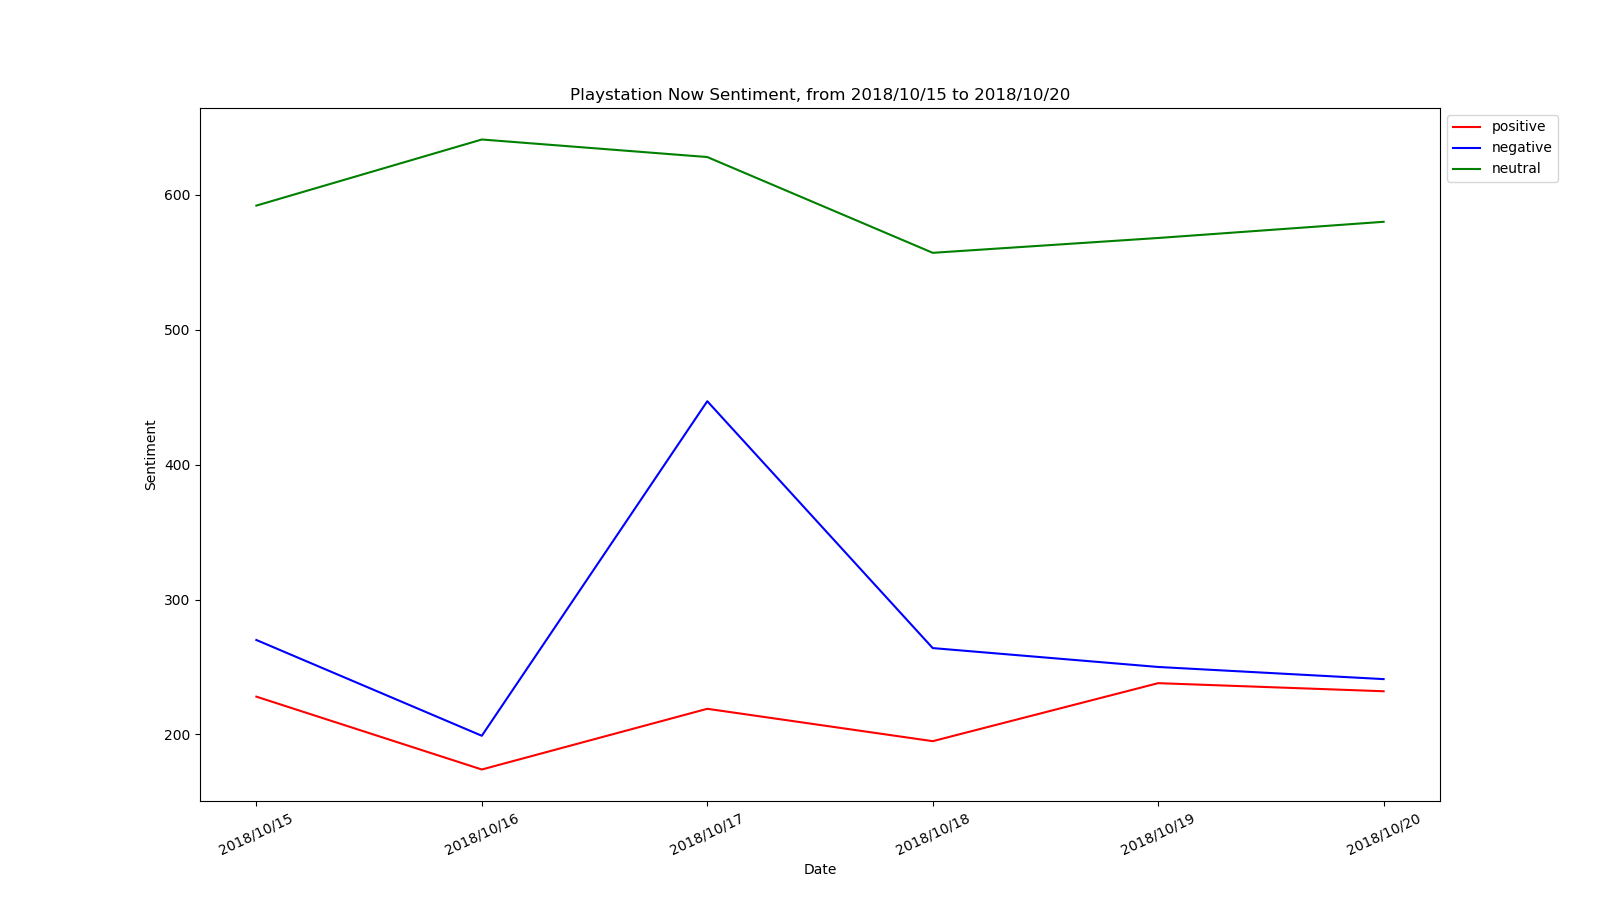 Playstation Now Sentiment, from 2018/10/15 to 2018/10/20
positive
negative
neutral
600
500
400
300
200
Sentiment
2018/10/15
2018/10/16
2018/10/17
2018/10/18
2018/10/19
2018/10/20
Date